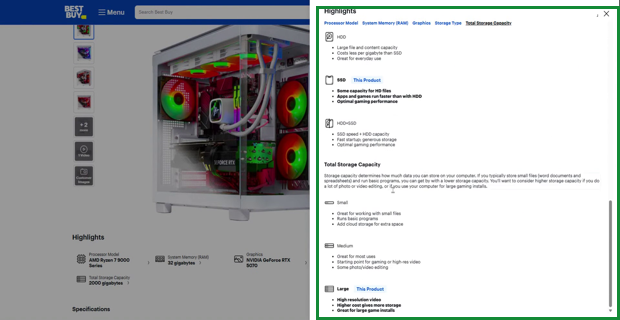 BEST BUY
Menu
Search Best Buy
+ 2
GEFORCE RTX
Highlights
Processor Model
AMD Ryzen 7 9000 Series
System Memory (RAM)
32 gigabytes
Graphics
NVIDIA GeForce RTX 5070
Total Storage Capacity
2000 gigabytes
Specifications
Highlights
Processor Model System Memory (RAM) Graphics Storage Type Total Storage Capacity
HDD
Large file and content capacity
Costs less per gigabyte than SSD
Great for everyday use
SSD This Product
Some capacity for HD files
Apps and games run faster than with HDD
Optimal gaming performance
HDD+SSD
SSD speed + HDD capacity
Fast startup; generous storage
Optimal gaming performance
Total Storage Capacity
Storage capacity determines how much data you can store on your computer. If you typically store small files (word documents and
spreadsheets) and run basic programs, you can get by with a lower storage capacity. You'll want to consider higher storage capacity if you do
a lot of photo or video editing, or if you use your computer for large gaming installs.
Small
Great for working with small files
Runs basic programs
Add cloud storage for extra space
Medium
Great for most uses
Starting point for gaming or high-res video
Some photo/video editing
Large This Product
High-resolution video
Higher cost gives more storage
Great for large game installs